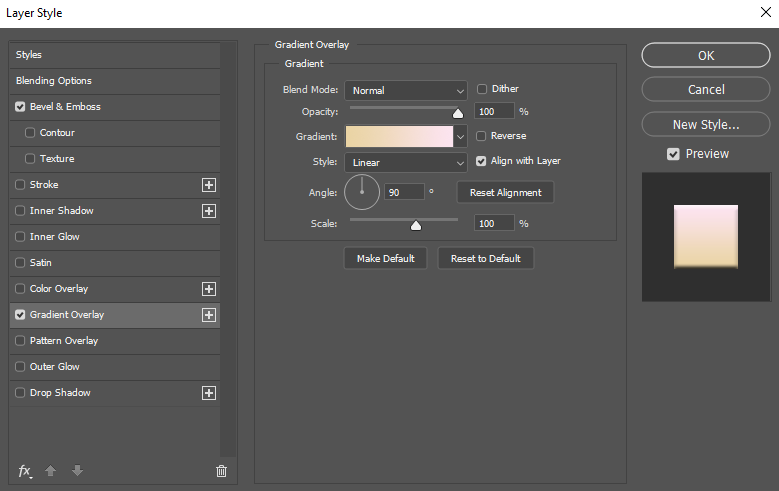 Layer Style
Styles
Blending Options
Bevel & Emboss
Contour
Texture
Stroke
Inner Shadow
Inner Glow
Satin
Color Overlay
Gradient Overlay
Pattern Overlay
Outer Glow
Drop Shadow
fx
Gradient Overlay
Gradient
Blend Mode: Normal Dither
Opacity: 100 %
Gradient: Reverse
Style: Linear Align with Layer
Angle: 90 ° Reset Alignment
Scale: 100 %
Make Default Reset to Default
OK
Cancel
New Style...
Preview